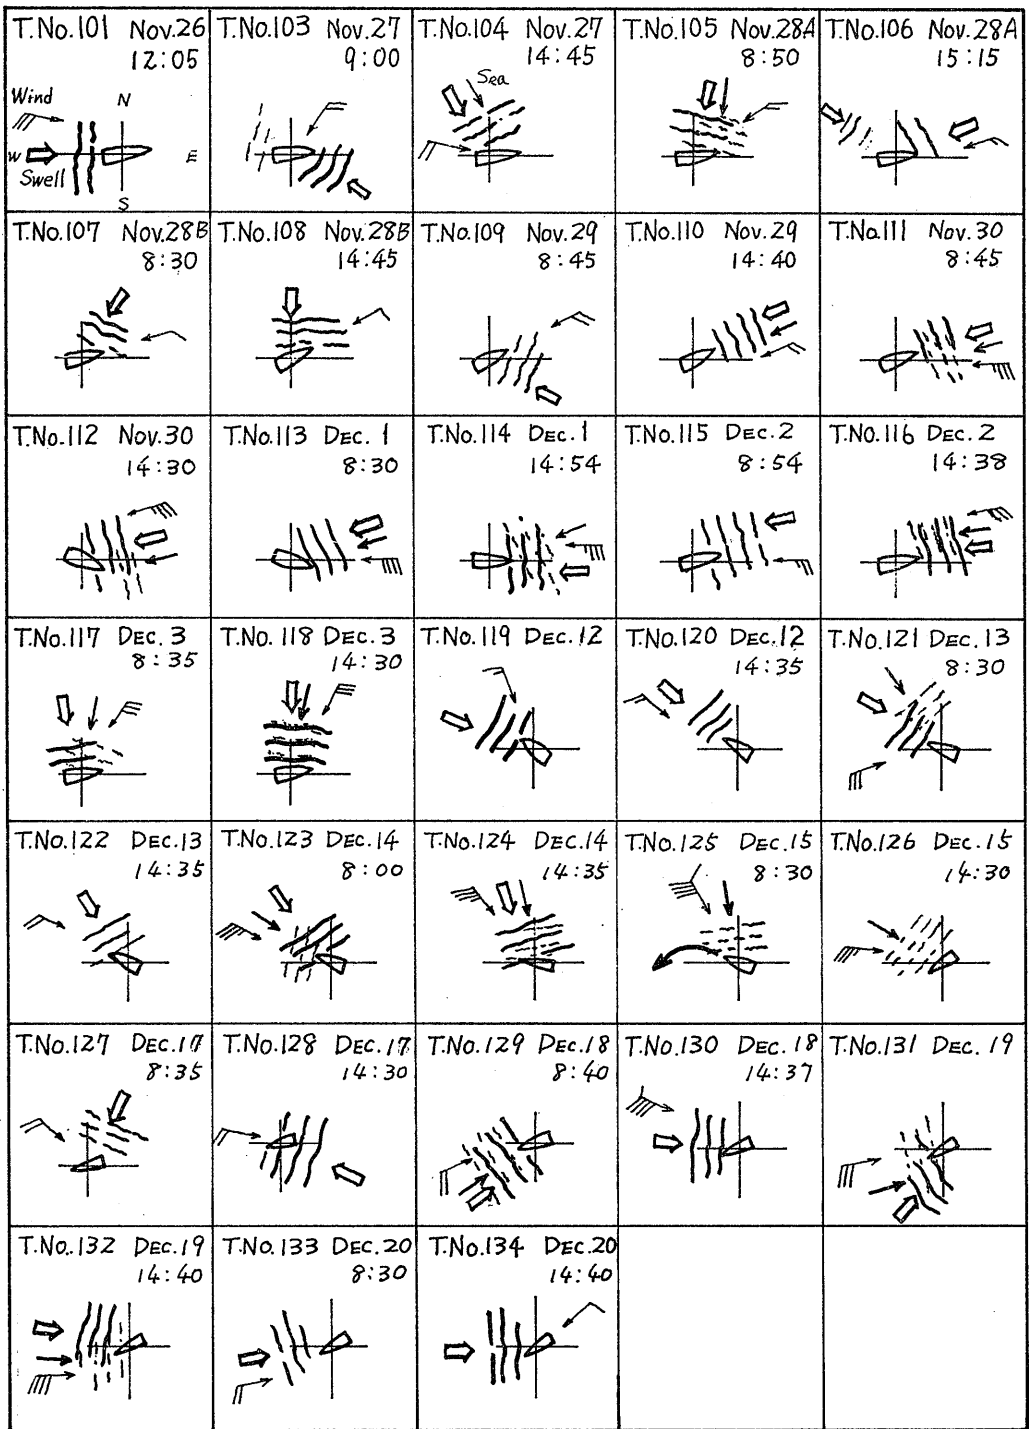 T.No.101 Nov.26
12:05
Wind
N
W
E
Swell
S
T.No.103 Nov.27
9:00
T.No.104 Nov.27
14:45
Sea
T.No.105 Nov.28A
8:50
T.No.106 Nov.28A
15:15
T.No.107 Nov.28B
8:30
T.No.108 Nov.28B
14:45
T.No.109 Nov.29
8:45
T.No.110 Nov.29
14:40
T.No.111 Nov.30
8:45
T.No.112 Nov.30
14:30
T.No.113 DEC. 1
8:30
T.No.114 DEC. 1
14:54
T.No.115 DEC. 2
8:54
T.No.116 DEC. 2
14:38
T.No.117 DEC. 3
8:35
T.No.118 DEC. 3
14:30
T.No.119 DEC.12
T.No.120 DEC.12
14:35
T.No.121 DEC.13
8:30
T.No.122 DEC.13
14:35
T.No.123 DEC.14
8:00
T.No.124 DEC.14
14:35
T.No.125 DEC.15
8:30
T.No.126 DEC.15
14:30
T.No.127 DEC.17
8:35
T.No.128 DEC.17
14:30
T.No.129 DEC.18
8:40
T.No.130 DEC.18
14:37
T.No.131 DEC.19
T.No.132 DEC.19
14:40
T.No.133 DEC.20
8:30
T.No.134 DEC.20
14:40